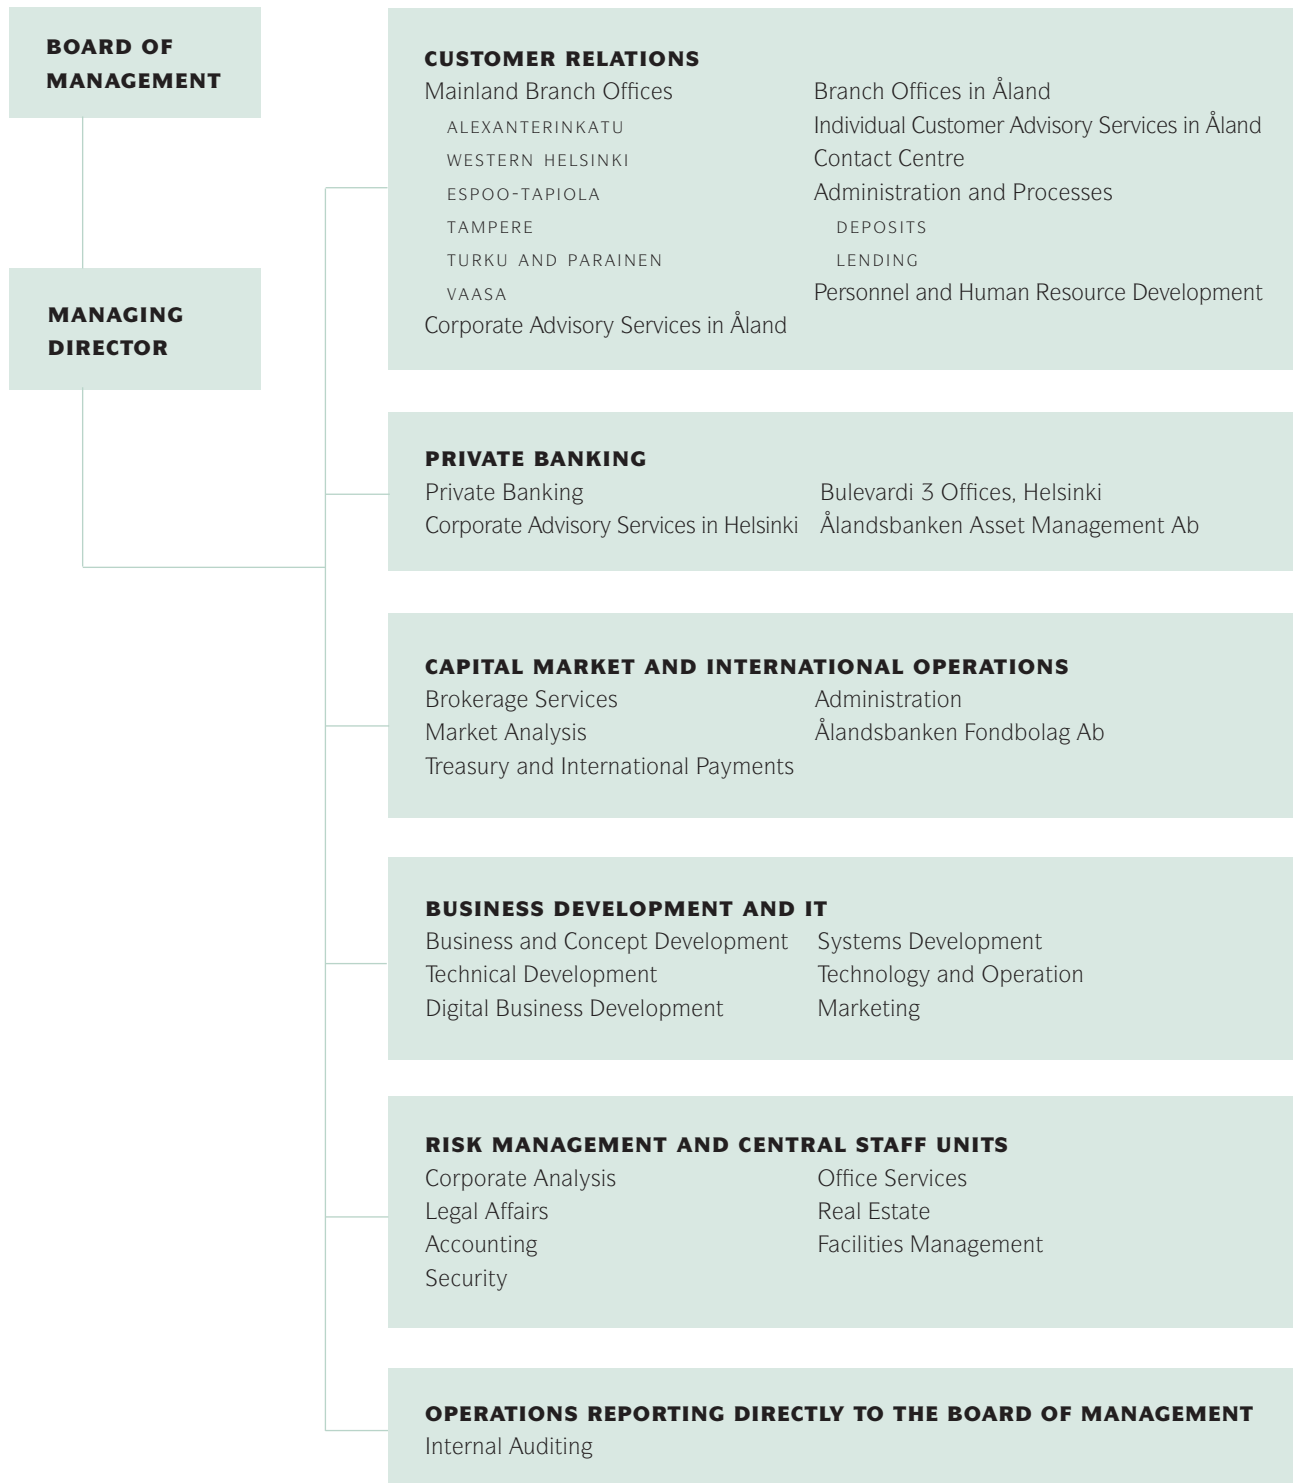 BOARD OF
MANAGEMENT
MANAGING
DIRECTOR
CUSTOMER RELATIONS
Mainland Branch Offices
ALEXANTERINKATU
WESTERN HELSINKI
ESPOO-TAPIOLA
TAMPERE
TURKU AND PARAINEN
VAASA
Corporate Advisory Services in Åland
Branch Offices in Åland
Individual Customer Advisory Services in Åland
Contact Centre
Administration and Processes
DEPOSITS
LENDING
Personnel and Human Resource Development
PRIVATE BANKING
Private Banking
Corporate Advisory Services in Helsinki
Bulevardi 3 Offices, Helsinki
Ålandsbanken Asset Management Ab
CAPITAL MARKET AND INTERNATIONAL OPERATIONS
Brokerage Services
Market Analysis
Treasury and International Payments
Administration
Ålandsbanken Fondbolag Ab
BUSINESS DEVELOPMENT AND IT
Business and Concept Development
Technical Development
Digital Business Development
Systems Development
Technology and Operation
Marketing
RISK MANAGEMENT AND CENTRAL STAFF UNITS
Corporate Analysis
Legal Affairs
Accounting
Security
Office Services
Real Estate
Facilities Management
OPERATIONS REPORTING DIRECTLY TO THE BOARD OF MANAGEMENT
Internal Auditing